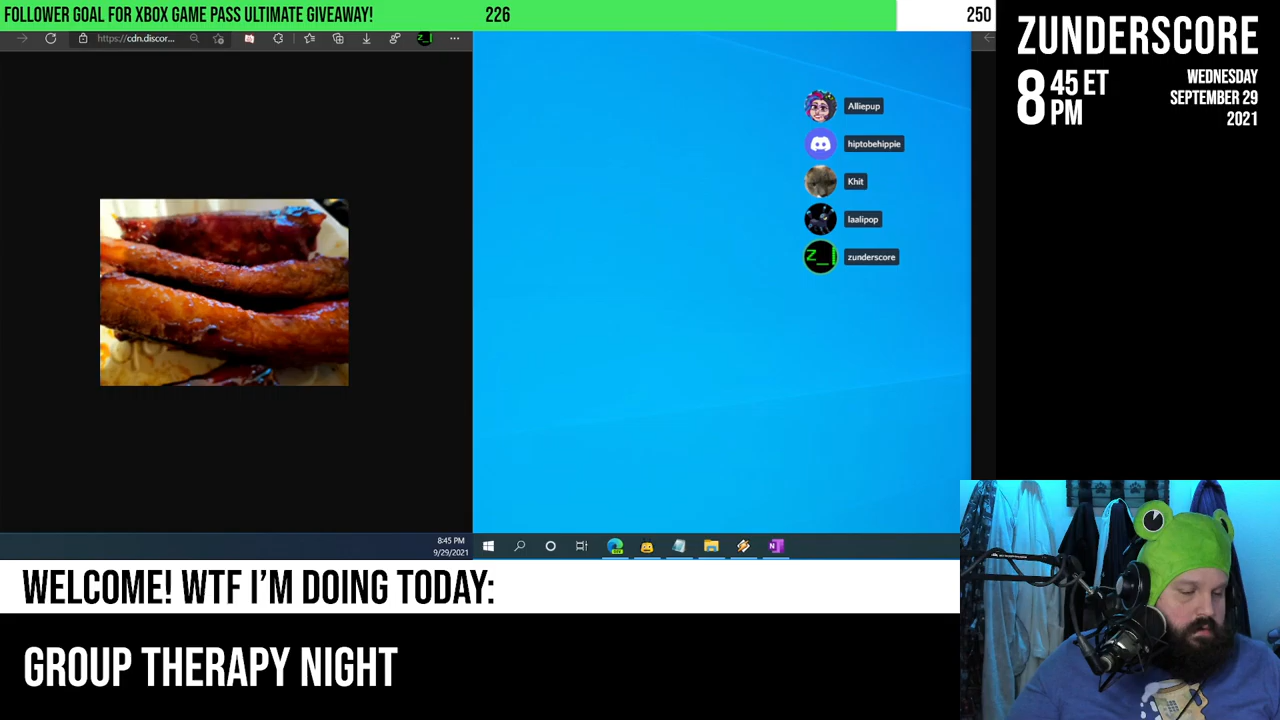 FOLLOWER GOAL FOR XBOX GAME PASS ULTIMATE GIVEAWAY!
226
250
ZUNDERSCORE
8 45 ET PM
WEDNESDAY
SEPTEMBER 29
2021
https://cdn.discor...
Alliepup
hiptobehippie
Khit
laalipop
zunderscore
8:45 PM
9/29/2021
WELCOME! WTF I'M DOING TODAY:
GROUP THERAPY NIGHT